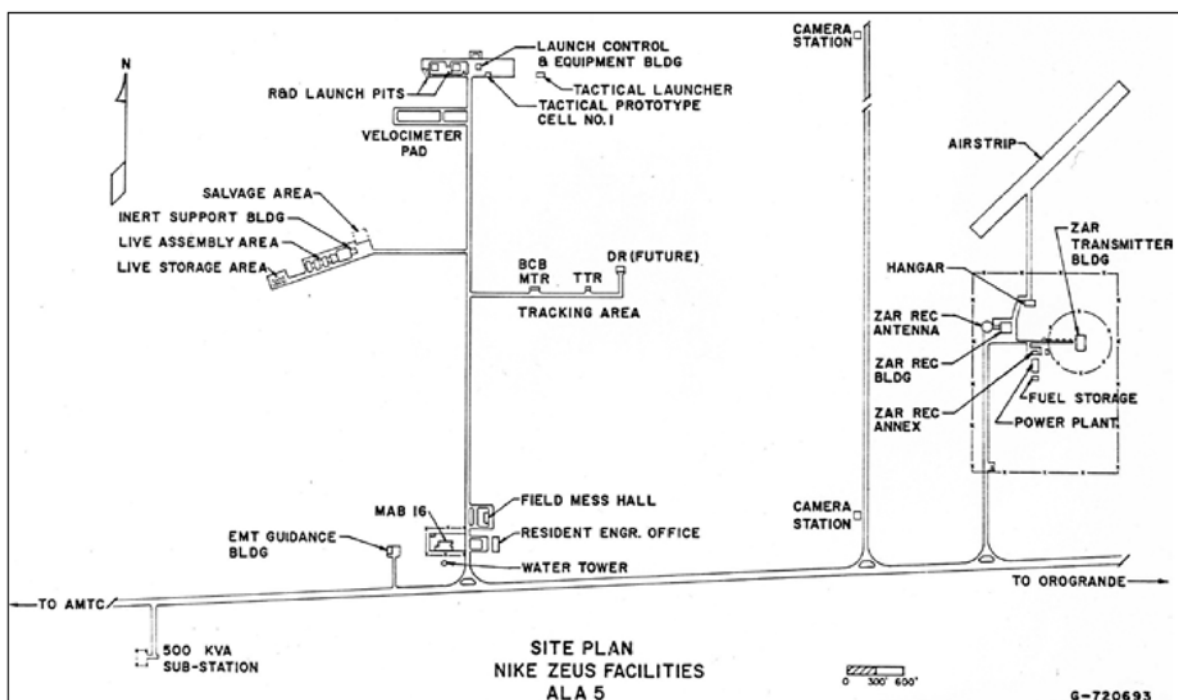 N
CAMERA
STATION
LAUNCH CONTROL
& EQUIPMENT BLDG
R&D LAUNCH PITS
TACTICAL LAUNCHER
TACTICAL PROTOTYPE
CELL NO.1
VELOCIMETER
PAD
AIRSTRIP
SALVAGE AREA
INERT SUPPORT BLDG
LIVE ASSEMBLY AREA
LIVE STORAGE AREA
BCB
MTR
TTR
DR (FUTURE)
TRACKING AREA
ZAR
TRANSMITTER
BLDG
HANGAR
ZAR REC
ANTENNA
ZAR REC
BLDG
ZAR REC
ANNEX
FUEL STORAGE
POWER PLANT
MAB 16
FIELD MESS HALL
RESIDENT ENGR. OFFICE
WATER TOWER
EMT GUIDANCE
BLDG
CAMERA
STATION
TO AMTC
TO OROGRANDE
500 KVA
SUB-STATION
SITE PLAN
NIKE ZEUS FACILITIES
ALA 5
0 300' 600'
G-720693